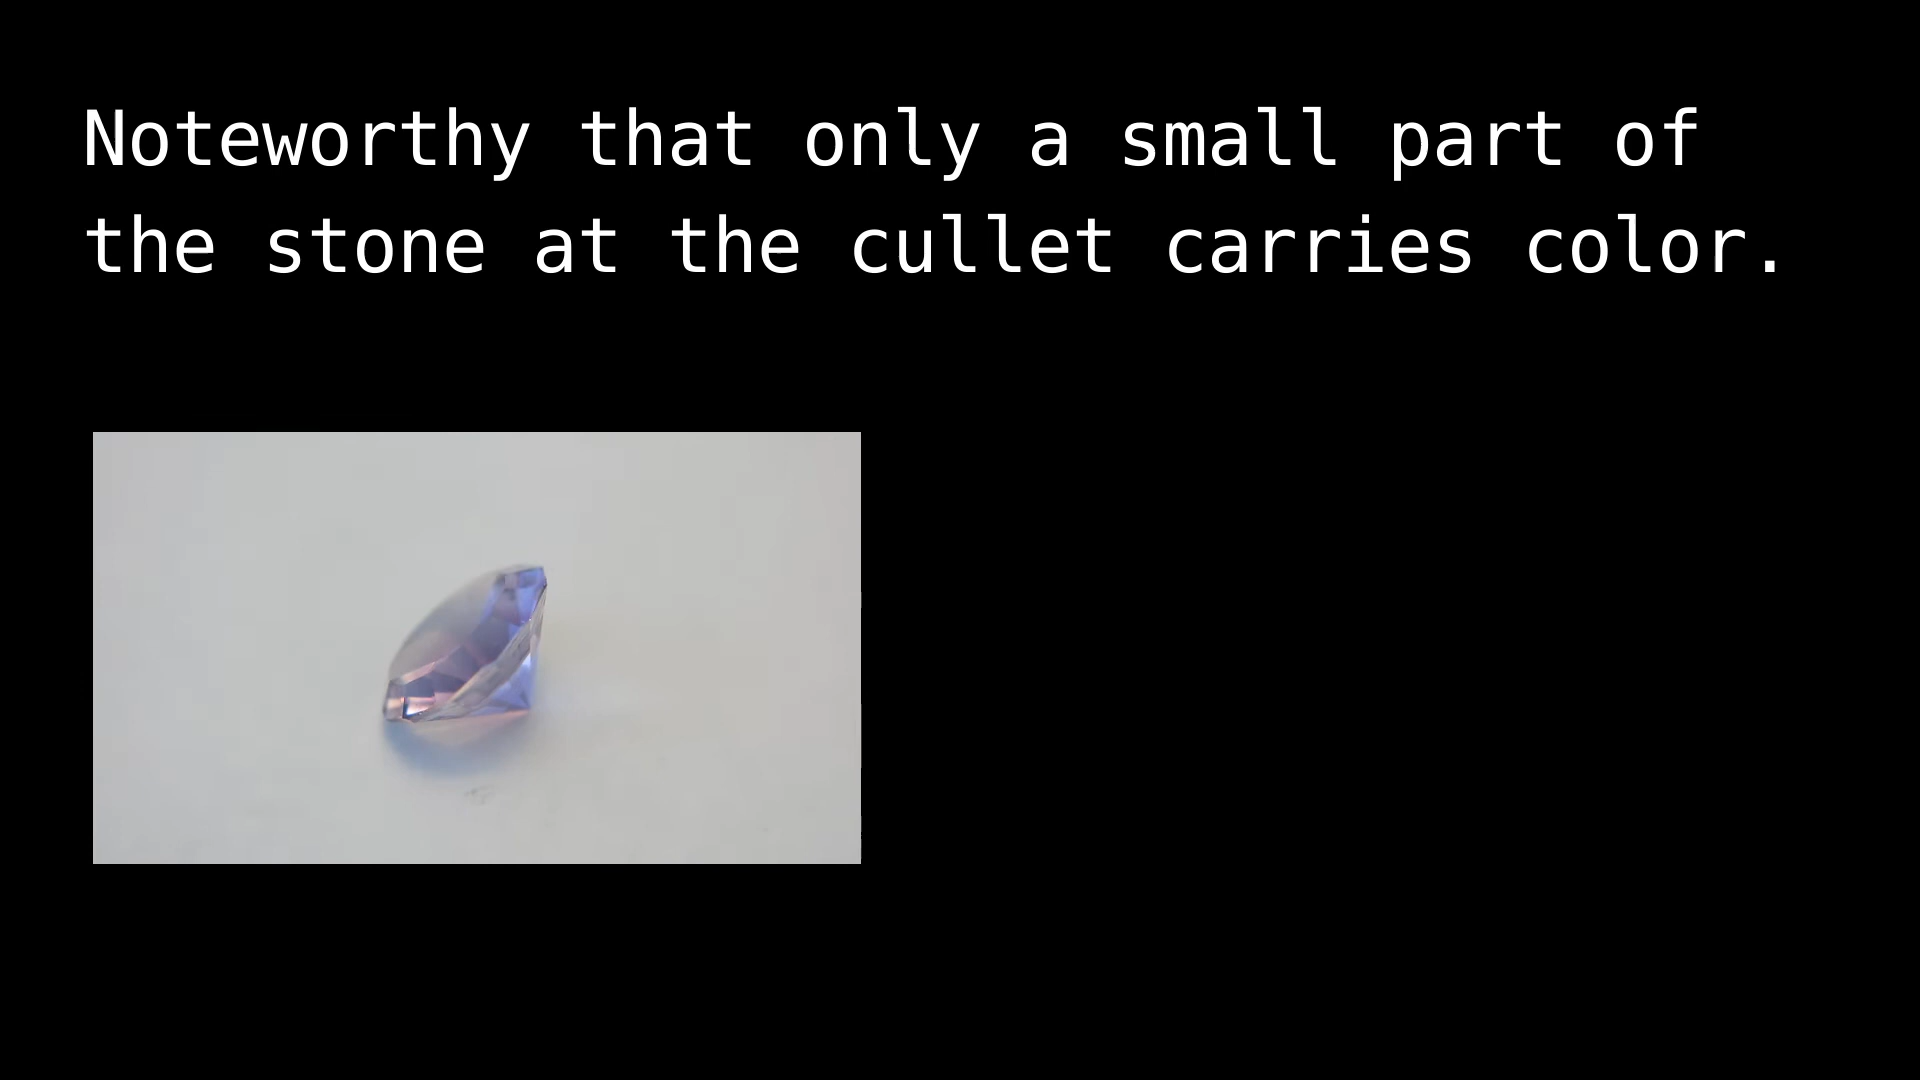 Noteworthy that only a small part of
the stone at the cullet carries color.